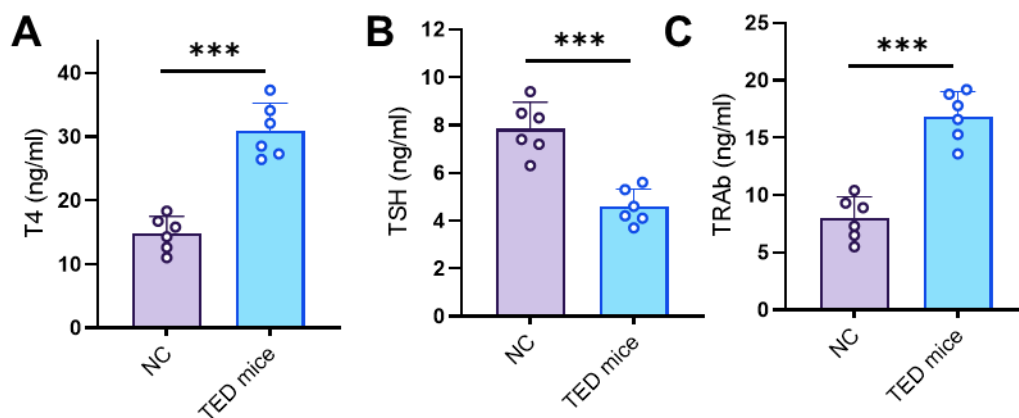 A
T4 (ng/ml)
40
30
20
10
0
***
NC
TED mice
B
TSH (ng/ml)
12
10
8
6
4
2
0
***
NC
TED mice
C
TRAb (ng/ml)
25
20
15
10
5
0
***
NC
TED mice